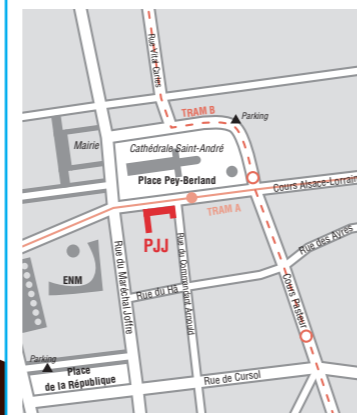 Rue Vital Carles
TRAM B
Parking
Mairie
Cathédrale Saint-André
Place Pey-Berland
Cours Alsace-Lorraine
TRAM A
PJJ
Rue des Ayres
ENM
Rue du Maréchal Joffre
Rue du Hâ
Rue du Commandant Arnould
Cours Pasteur
Parking
Place
de la République
Rue de Cursol